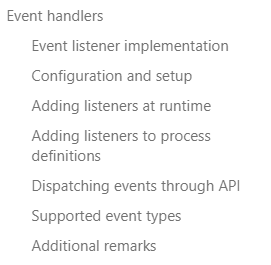 Event handlers
Event listener implementation
Configuration and setup
Adding listeners at runtime
Adding listeners to process
definitions
Dispatching events through API
Supported event types
Additional remarks